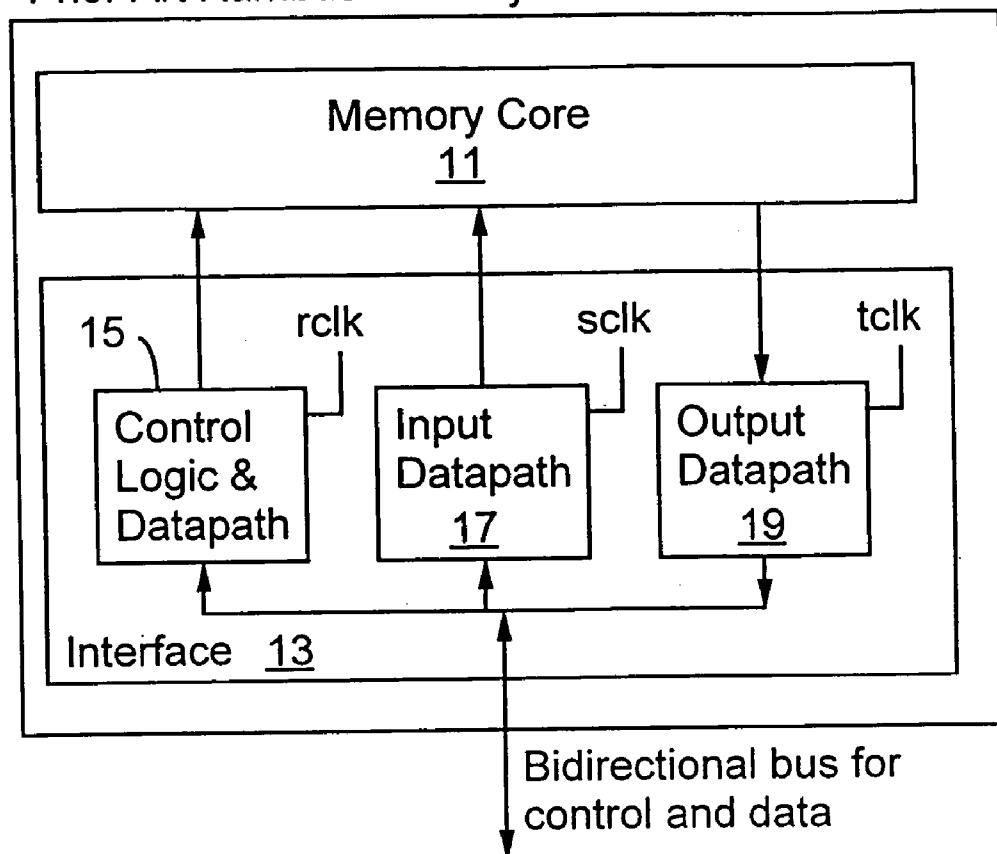 Memory Core
11
15
rclk
sclk
tclk
Control
Logic &
Datapath
Input
Datapath
17
Output
Datapath
19
Interface 13
Bidirectional bus for
control and data